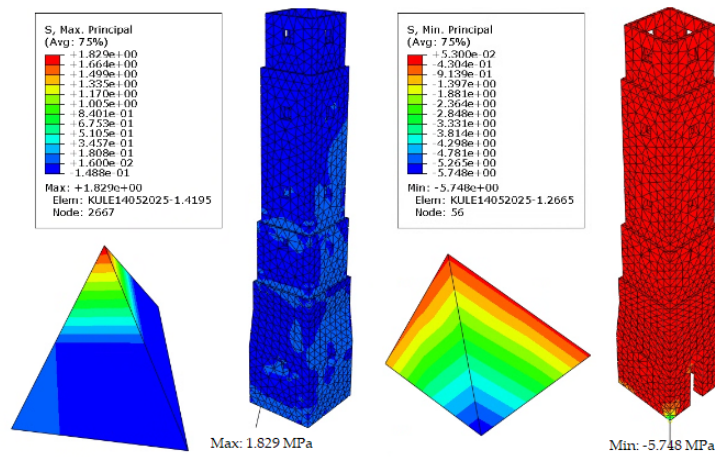 S, Max. Principal
(Avg: 75%)
+1.829e+00
+1.664e+00
+1.499e+00
+1.335e+00
+1.170e+00
+1.005e+00
+8.401e-01
+6.753e-01
+5.105e-01
+3.457e-01
+1.808e-01
+1.600e-02
-1.488e-01
Max: +1.829e+00
Elem: KULE14052025-1.4195
Node: 2667
S, Min. Principal
(Avg: 75%)
+5.300e-02
-4.304e-01
-9.139e-01
-1.397e+00
-1.881e+00
-2.364e+00
-2.848e+00
-3.331e+00
-3.814e+00
-4.298e+00
-4.781e+00
-5.265e+00
-5.748e+00
Min: -5.748e+00
Elem: KULE14052025-1.2665
Node: 56
Max: 1.829 MPa
Min: -5.748 MPa